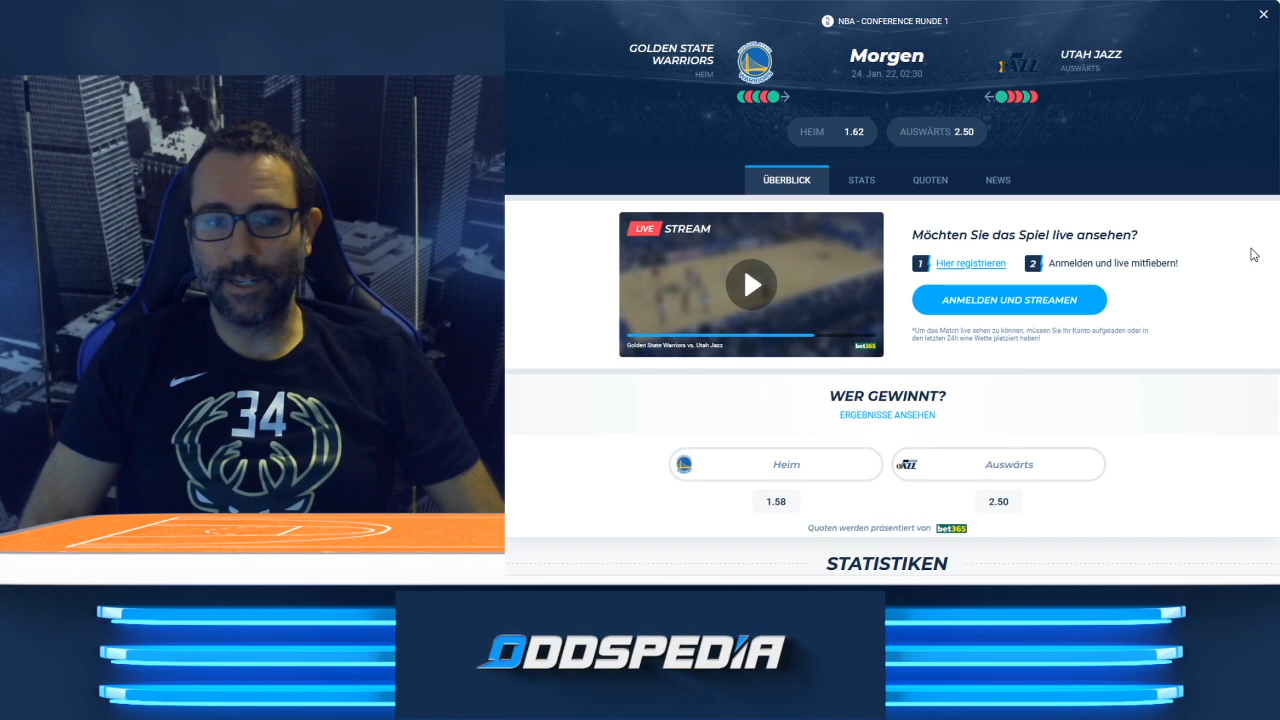 NBA - CONFERENCE RUNDE 1
GOLDEN STATE
WARRIORS
HEIM
Morgen
24. Jan. 22, 02:30
UTAH JAZZ
AUSWÄRTS
HEIM 1.62
AUSWÄRTS 2.50
ÜBERBLICK STATS QUOTEN NEWS
LIVE STREAM
Golden State Warriors vs. Utah Jazz
bet365
Möchten Sie das Spiel live ansehen?
1 Hier registrieren 2 Anmelden und live mitfiebern!
ANMELDEN UND STREAMEN
*Um das Match live sehen zu können, müssen Sie Ihr Konto aufgeladen oder in
den letzten 24h eine Wette platziert haben!
WER GEWINNT?
ERGEBNISSE ANSEHEN
Heim
JAZZ Auswärts
1.58
2.50
Quoten werden präsentiert von bet365
STATISTIKEN
34
ODDSPEDIA